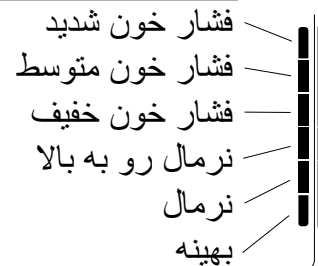 فشار خون شدید
فشار خون متوسط
فشار خون خفیف
نرمال رو به بالا
نرمال
بهینه